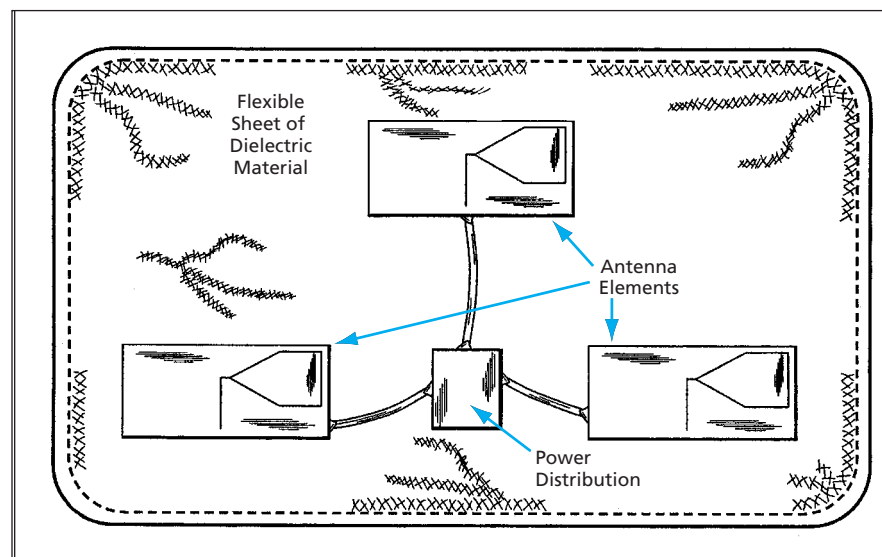 Flexible
Sheet of
Dielectric
Material
Antenna
Elements
Power
Distribution